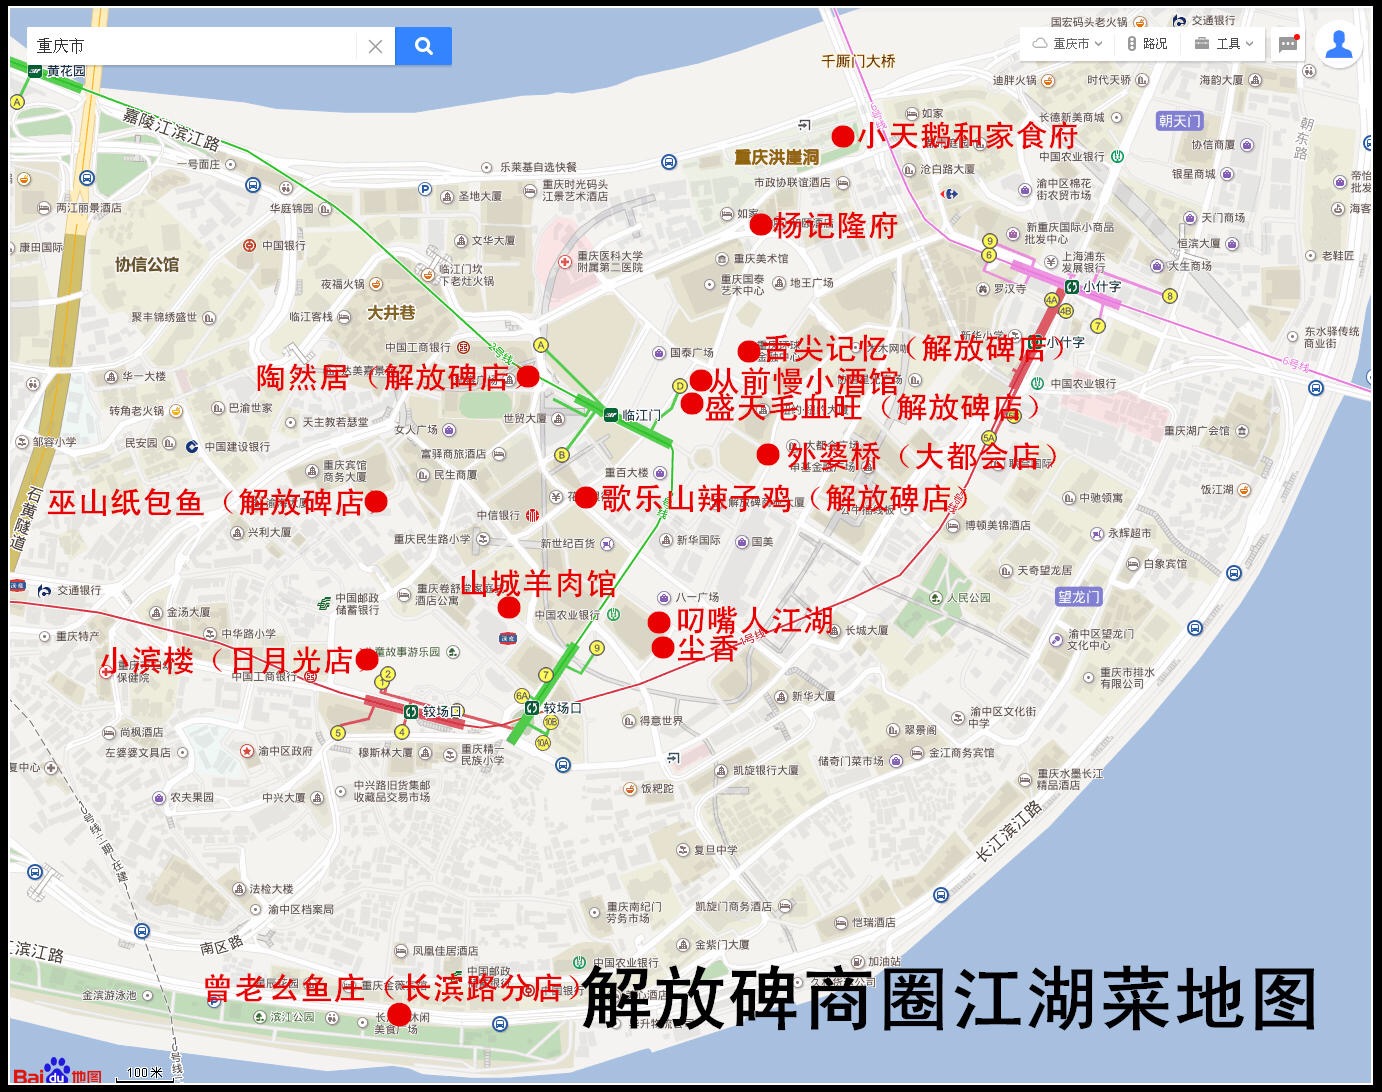 重庆市
重庆市
路况
工具
国宏码头老火锅
交通银行
黄花园
千厮门大桥
迪胖火锅
时代天骄
海韵大厦
A
嘉陵江滨江路
如家
长德新美商城
朝天门
朝东路
小天鹅和家食府
一号面庄
乐莱基自选快餐
重庆洪崖洞
沧白路大厦
中国农业银行
协信商厦
银星商城
两江丽景酒店
华庭锦园
圣地大厦
重庆时光码头
江景艺术酒店
市政协联谊酒店
渝中区棉花
街农贸市场
如家
杨记隆府
天门商场
恒滨大厦
新重庆国际小商品
批发中心
康田国际
中国银行
文华大厦
协信公馆
重庆医科大学
附属第二医院
重庆美术馆
上海浦东
发展银行
大生商场
老鞋匠
临江门坎
下老灶火锅
夜福火锅
重庆国泰
艺术中心
地王广场
罗汉寺
小什字
聚丰锦绣盛世
临江客栈
大井巷
2号线
中国工商银行
国泰广场
舌尖记忆（解放碑店）
小什字
东水驿传统
商业街
6号线
华一大楼
陶然居（解放碑店
从前慢小酒馆
中国农业银行
盛天毛血旺（解放碑店）
转角老火锅
巴渝世家
天主教若瑟堂
世贸大厦
临江门
女人广场
重庆湖广会馆
邹容小学
民安园
中国建设银行
富驿商旅酒店
外婆桥（大都会店）
重庆宾馆
商务大厦
民生商厦
重百大楼
饭江湖
巫山纸包鱼（解放碑店
歌乐山辣子鸡（解放碑店）
中驰领寓
石黄隧道
兴利大厦
中信银行
博顿美锦酒店
永辉超市
重庆民生路小学
新世纪百货
新华国际
国美
白象宾馆
天奇望龙居
山城羊肉馆
交通银行
中国邮政
储蓄银行
酒店公寓
八一广场
人民公园
望龙门
金汤大厦
中国农业银行
叼嘴人江湖
重庆特产
中华路小学
1号线
长城大厦
渝中区望龙门
文化中心
小滨楼（日月光店
故事游乐园
尘香
保健院
中国工商银行
重庆市排水
有限公司
新华大厦
较场口
较场口
得意世界
渝中区文化街
中学
尚枫酒店
翠景阁
左婆婆文具店
渝中区政府
穆斯林大厦
重庆精一
民族小学
金江商务宾馆
储奇门菜市场
凯旋银行大厦
重庆水墨长江
精品酒店
农夫果园
中兴大厦
中兴路旧货集邮
收藏品交易市场
饭粑跎
长江滨江路
复旦中学
法检大楼
渝中区档案局
重庆南纪门
劳务市场
凯旋门商务酒店
恺瑞酒店
南区路
凤凰佳居酒店
金紫门大厦
加油站
中国农业银行
中国邮政
曾老幺鱼庄（长滨路分店）
解放碑商圈江湖菜地图
金滨游泳池
滨江公园
美食广场
Bai du 地图
100米